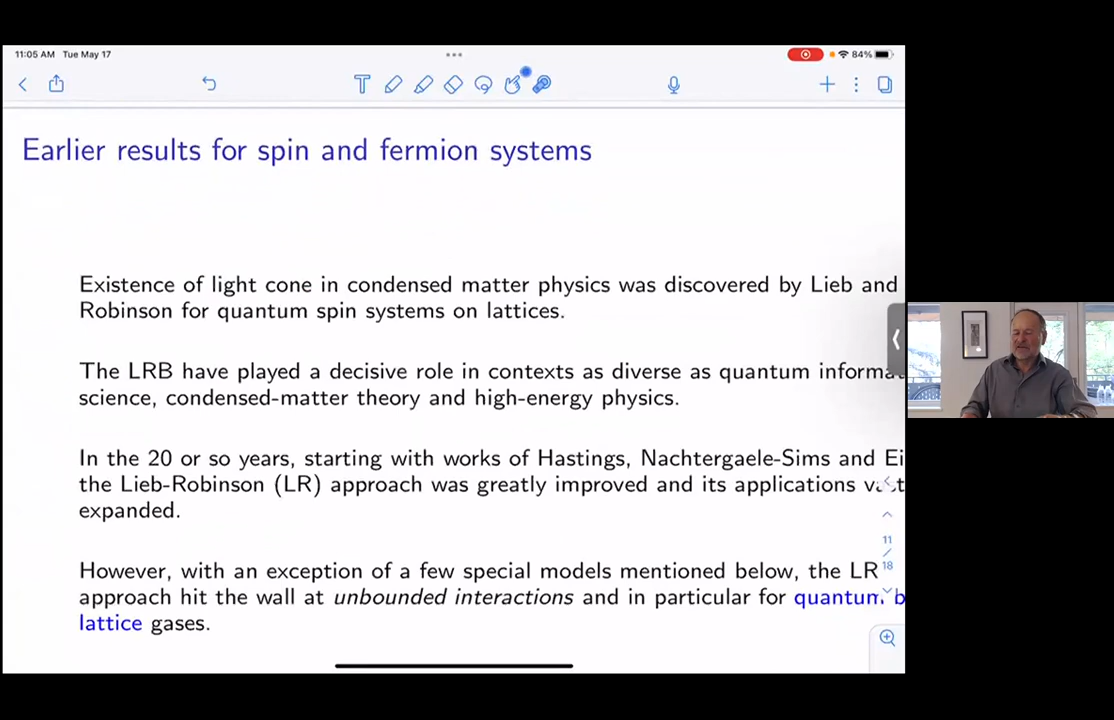 11:05 AM Tue May 17
84%
Earlier results for spin and fermion systems
Existence of light cone in condensed matter physics was discovered by Lieb and
Robinson for quantum spin systems on lattices.
The LRB have played a decisive role in contexts as diverse as quantum
science, condensed-matter theory and high-energy physics.
In the 20 or so years, starting with works of Hastings, Nachtergaele-Sims and
the Lieb-Robinson (LR) approach was greatly improved and its applications
expanded.
However, with an exception of a few special models mentioned below, the LR
approach hit the wall at unbounded interactions and in particular for
lattice gases.
11
/
18